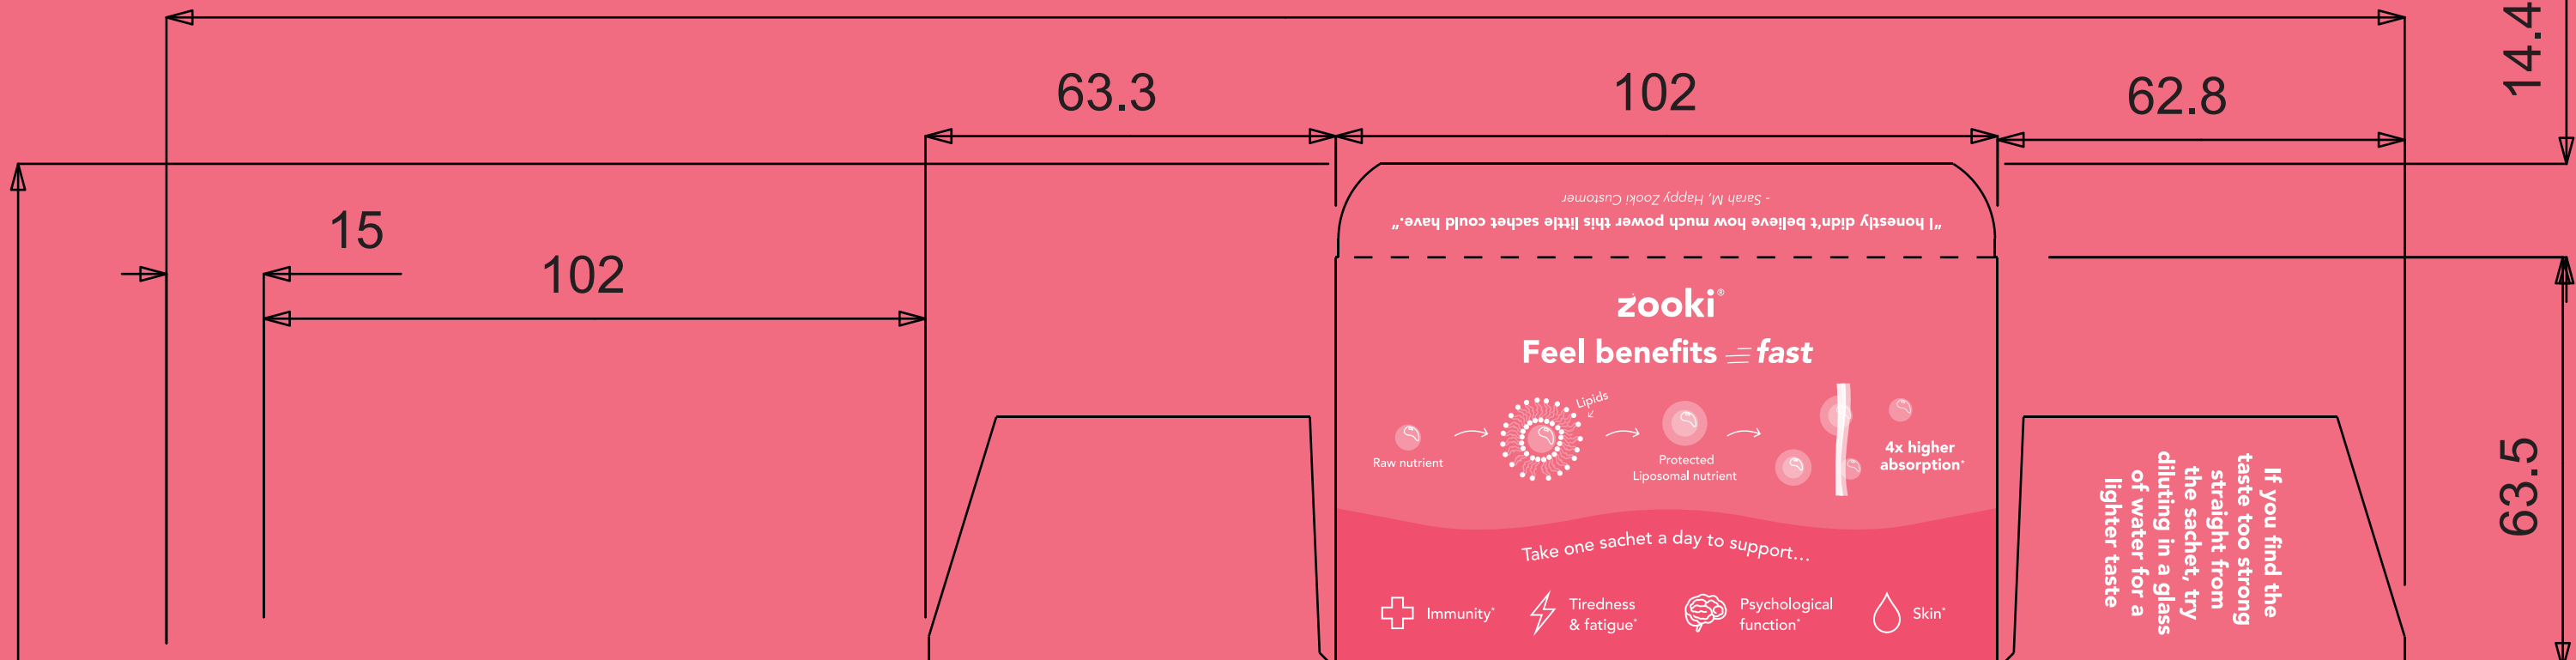 14.4
63.3
102
62.8
15
102
"I honestly didn't believe how much power this little sachet could have."
- Sarah M, Happy Zooki Customer
zooki®
Feel benefits fast
Lipids
Raw nutrient
Protected
Liposomal nutrient
4x higher
absorption*
63.5
If you find the
taste too strong
straight from
the sachet, try
diluting in a glass
of water for a
lighter taste
Take one sachet a day to support...
Immunity*
Tiredness
& fatigue*
Psychological
function*
Skin*